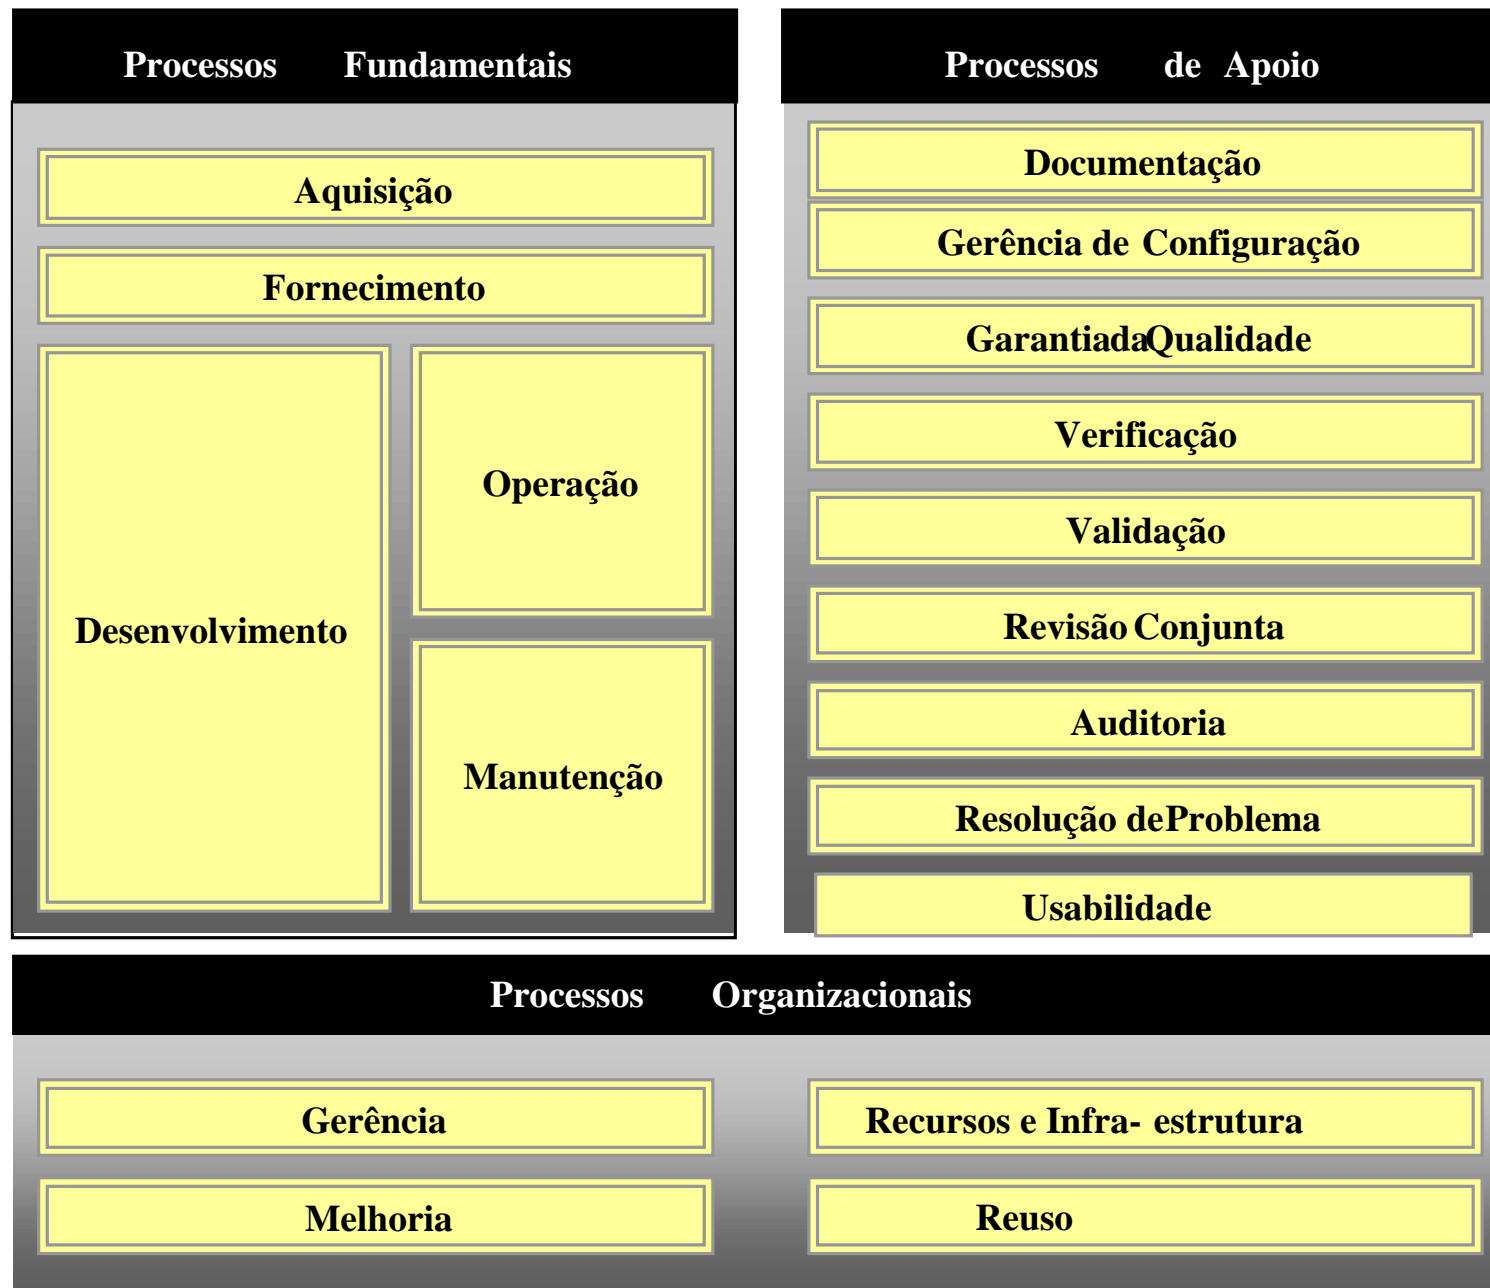 Processos Fundamentais
Aquisição
Fornecimento
Desenvolvimento
Operação
Manutenção
Processos de Apoio
Documentação
Gerência de Configuração
GarantiadaQualidade
Verificação
Validação
Revisão Conjunta
Auditoria
Resolução deProblema
Usabilidade
Processos Organizacionais
Gerência
Recursos e Infra- estrutura
Melhoria
Reuso